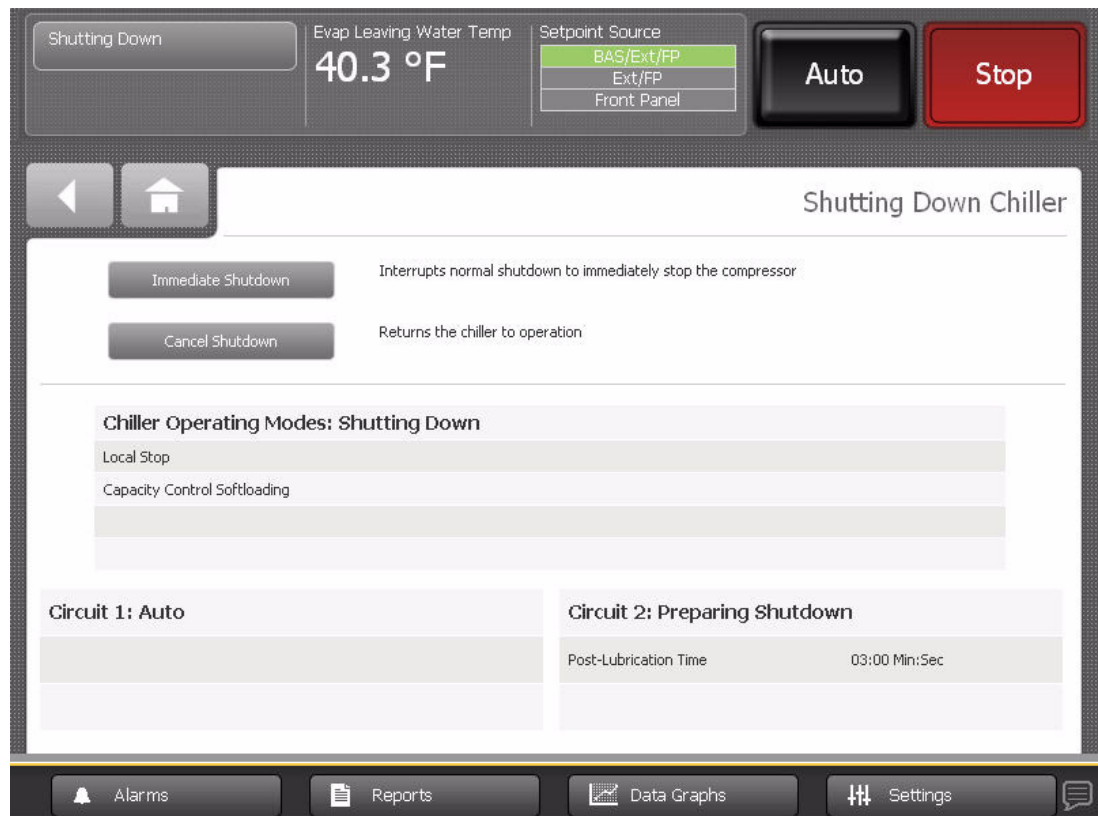 Shutting Down
Evap Leaving Water Temp
40.3 °F
Setpoint Source
BAS/Ext/FP
Ext/FP
Front Panel
Auto
Stop
Shutting Down Chiller
Immediate Shutdown
Interrupts normal shutdown to immediately stop the compressor
Cancel Shutdown
Returns the chiller to operation
Chiller Operating Modes: Shutting Down
Local Stop
Capacity Control Softloading
Circuit 1: Auto
Circuit 2: Preparing Shutdown
Post-Lubrication Time 03:00 Min:Sec
Alarms
Reports
Data Graphs
Settings